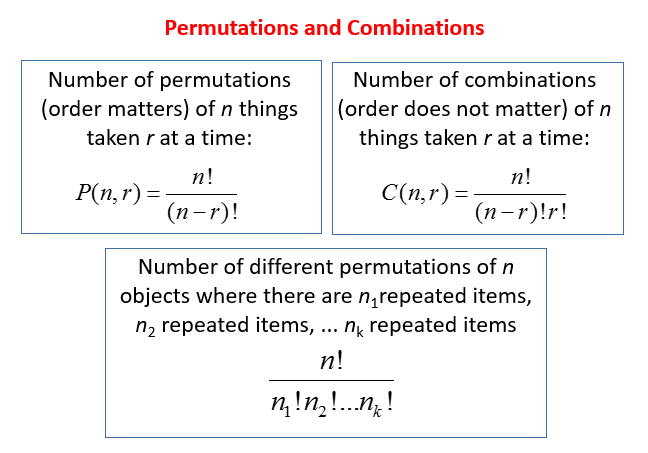 Permutations and Combinations
Number of permutations
(order matters) of n things
taken r at a time:
P(n, r) = n! / (n − r)!
Number of combinations
(order does not matter) of n
things taken r at a time:
C(n, r) = n! / (n − r)! r!
Number of different permutations of n
objects where there are n₁ repeated items,
n₂ repeated items, ... nₖ repeated items
n! / n₁! n₂! ... nₖ!